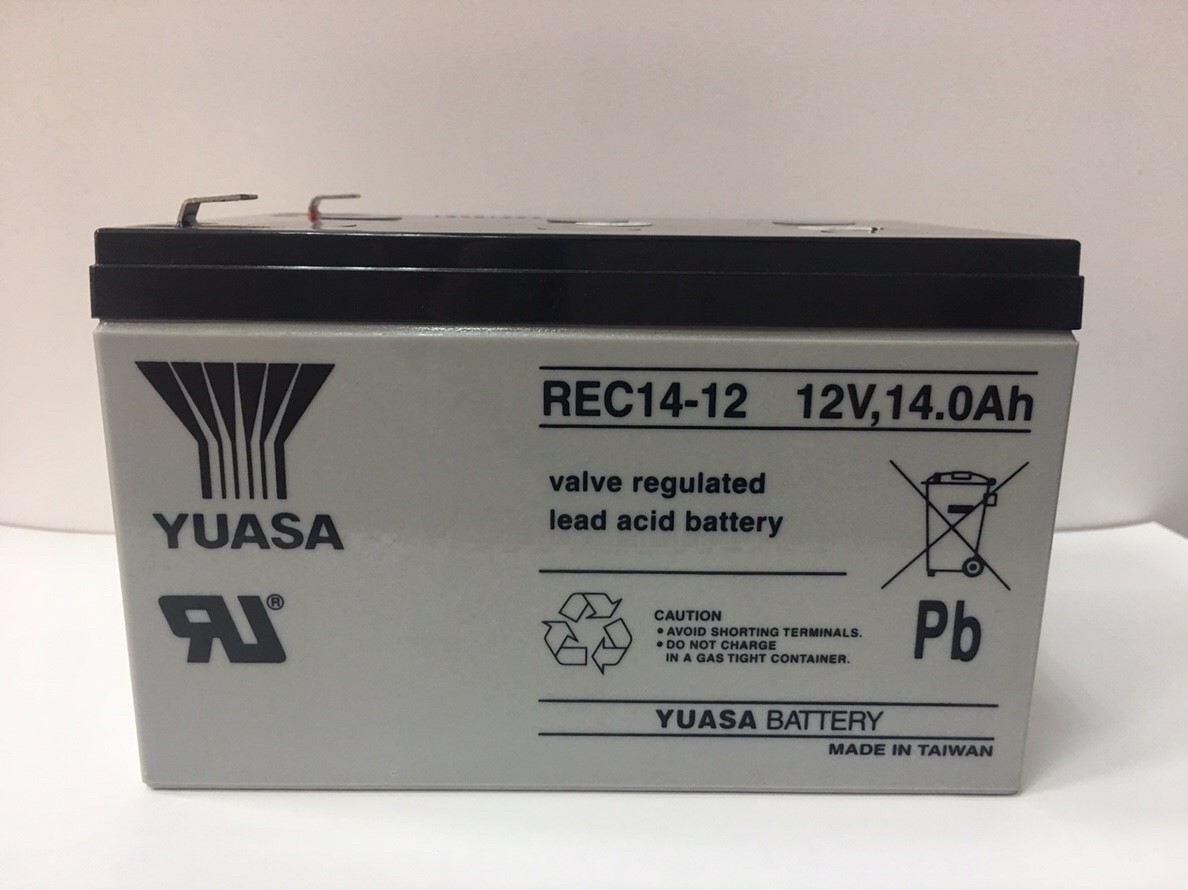 YUASA
RU®
REC14-12 12V,14.0Ah
valve regulated
lead acid battery
CAUTION
• AVOID SHORTING TERMINALS.
• DO NOT CHARGE
IN A GAS TIGHT CONTAINER.
Pb
YUASA BATTERY
MADE IN TAIWAN